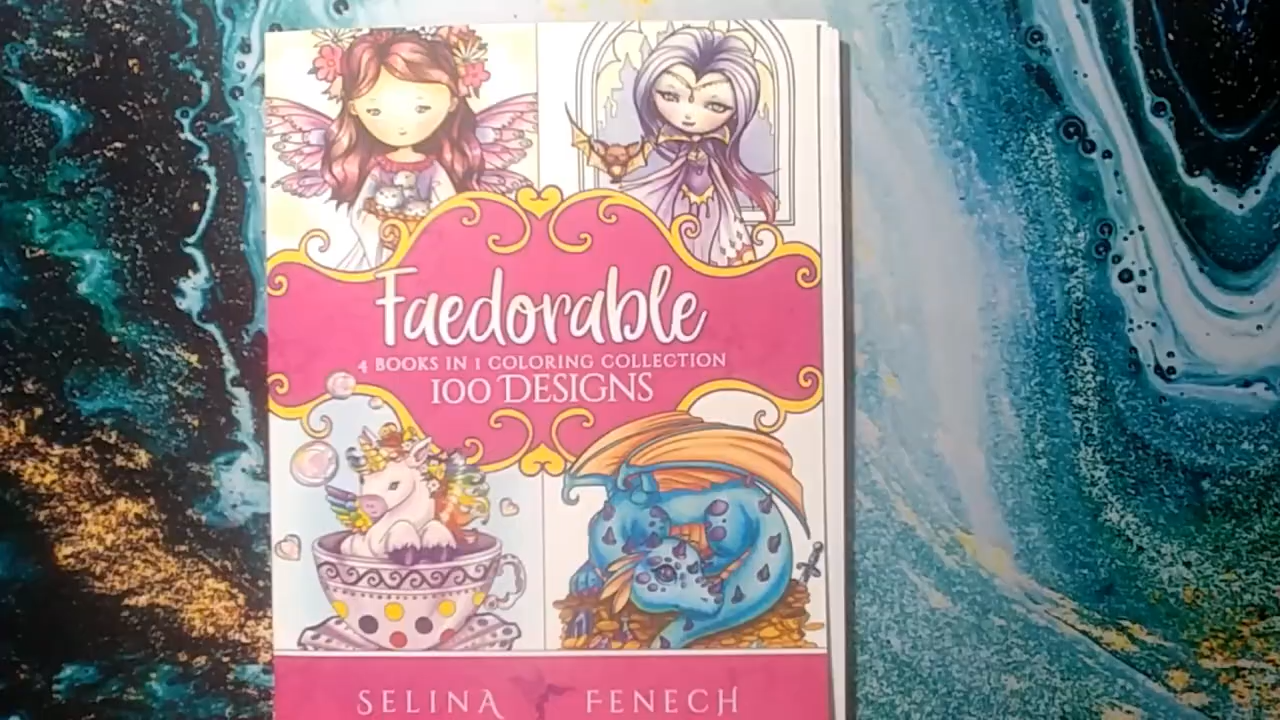 Faedorable
4 BOOKS IN 1 COLORING COLLECTION
100 DESIGNS
SELINA FENECH